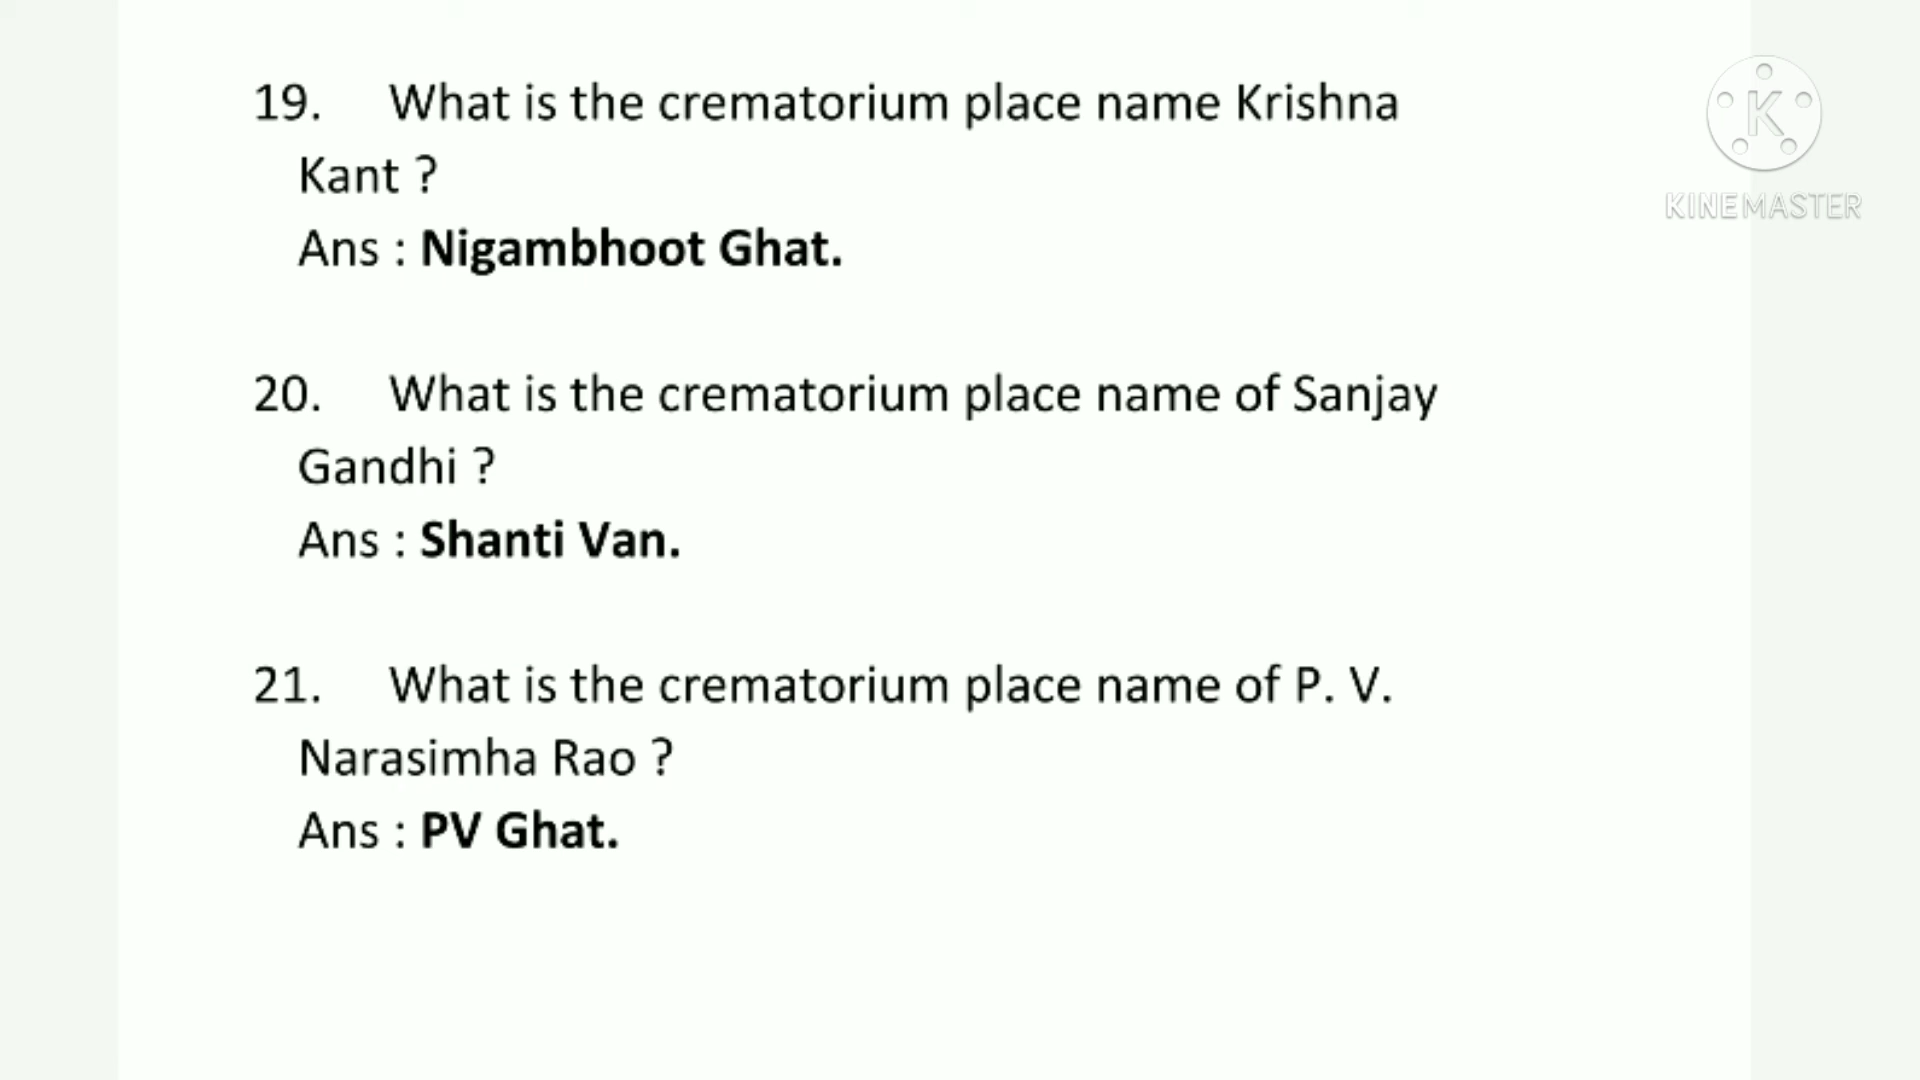 19. What is the crematorium place name Krishna
Kant ?
Ans : Nigambhoot Ghat.
20. What is the crematorium place name of Sanjay
Gandhi ?
Ans : Shanti Van.
21. What is the crematorium place name of P. V.
Narasimha Rao ?
Ans : PV Ghat.
K
KINEMASTER